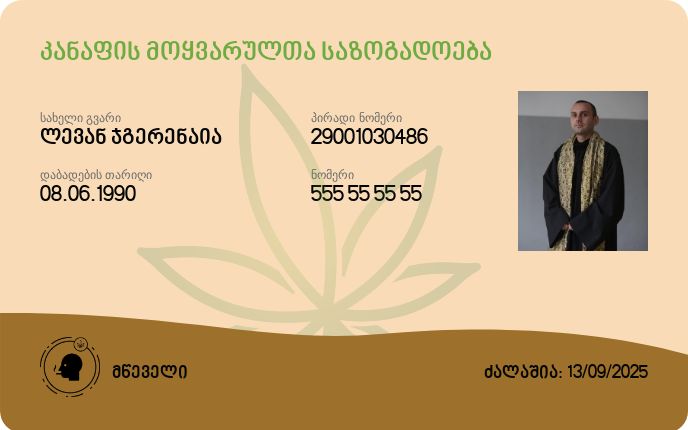 კანაფის მოყვარულთა საზოგადოება
სახელი გვარი
ლევან ჯგერენაია
პირადი ნომერი
29001030486
დაბადების თარიღი
08.06.1990
ნომერი
555 55 55 55
მწეველი
ძალაშია: 13/09/2025